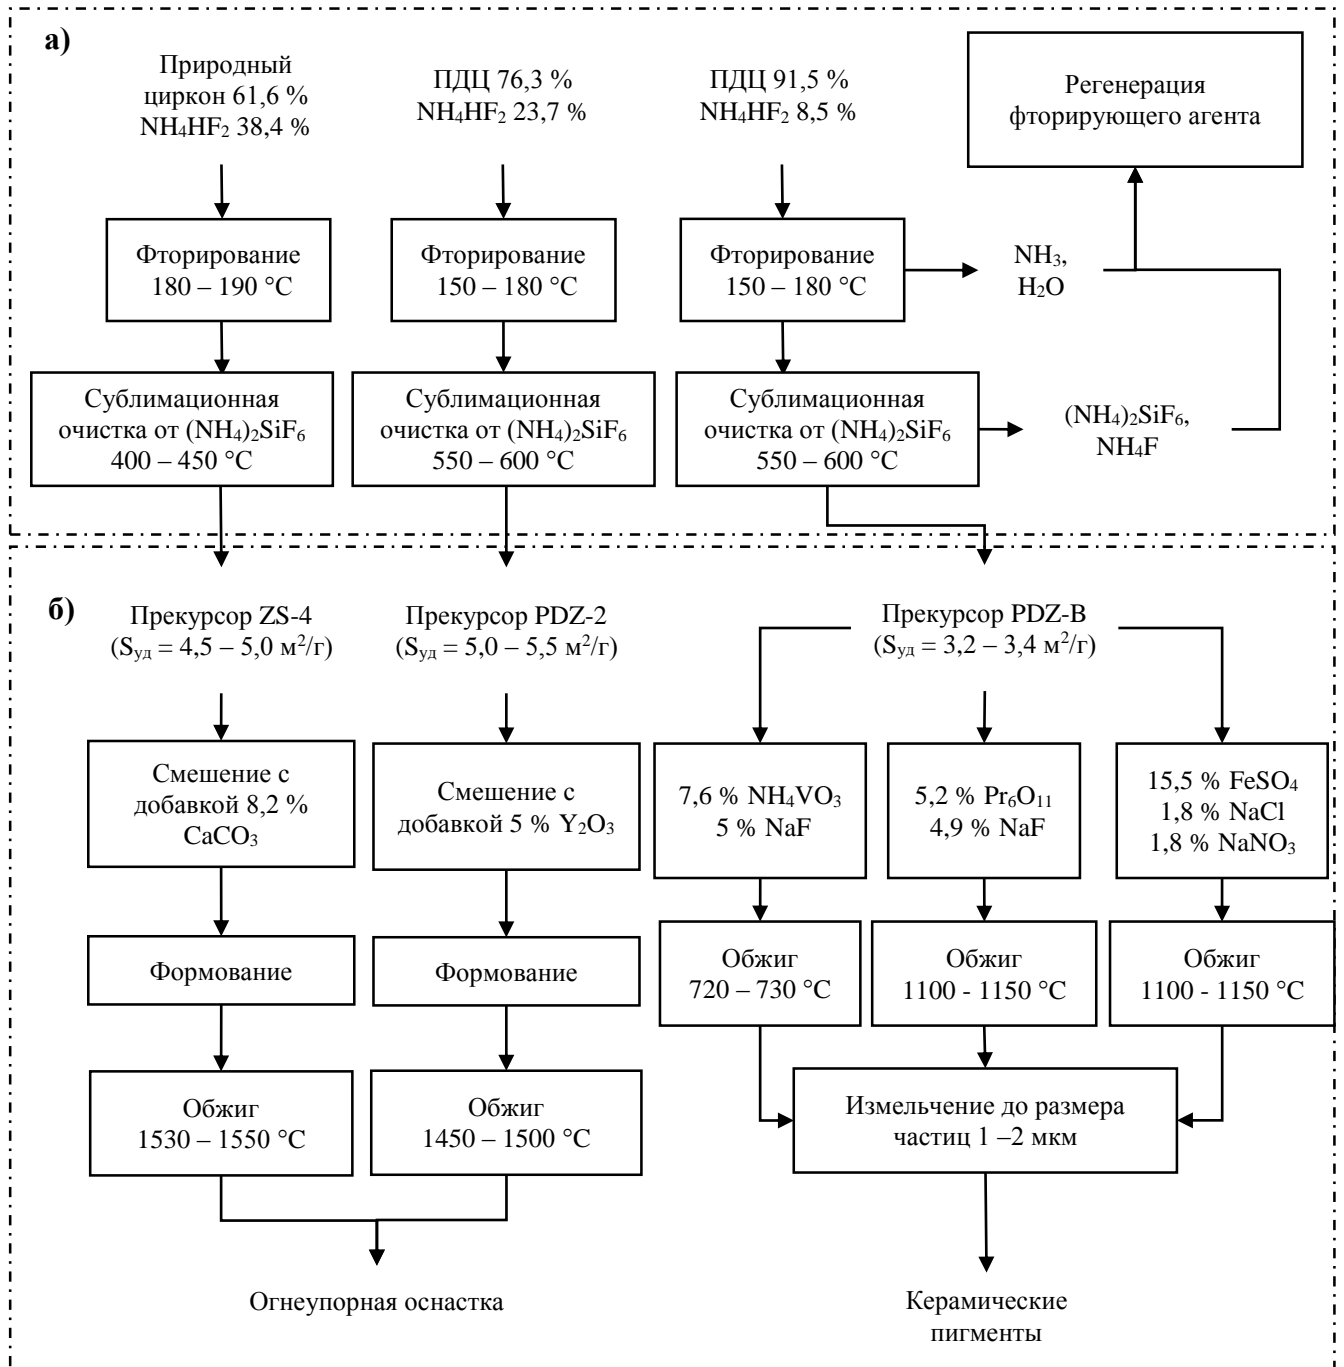 а)
Природный
циркон 61,6 %
NH₄HF₂ 38,4 %
ПДЦ 76,3 %
NH₄HF₂ 23,7 %
ПДЦ 91,5 %
NH₄HF₂ 8,5 %
Регенерация
фторирующего агента
Фторирование
180 – 190 °C
Фторирование
150 – 180 °C
Фторирование
150 – 180 °C
NH₃,
H₂O
Сублимационная
очистка от (NH₄)₂SiF₆
400 – 450 °C
Сублимационная
очистка от (NH₄)₂SiF₆
550 – 600 °C
Сублимационная
очистка от (NH₄)₂SiF₆
550 – 600 °C
(NH₄)₂SiF₆,
NH₄F
б)
Прекурсор ZS-4
(Sуд = 4,5 – 5,0 м²/г)
Прекурсор PDZ-2
(Sуд = 5,0 – 5,5 м²/г)
Прекурсор PDZ-B
(Sуд = 3,2 – 3,4 м²/г)
Смешение с
добавкой 8,2 %
CaCO₃
Смешение с
добавкой 5 % Y₂O₃
7,6 % NH₄VO₃
5 % NaF
5,2 % Pr₆O₁₁
4,9 % NaF
15,5 % FeSO₄
1,8 % NaCl
1,8 % NaNO₃
Формование
Формование
Обжиг
720 – 730 °C
Обжиг
1100 - 1150 °C
Обжиг
1100 - 1150 °C
Обжиг
1530 – 1550 °C
Обжиг
1450 – 1500 °C
Измельчение до размера
частиц 1 –2 мкм
Огнеупорная оснастка
Керамические
пигменты